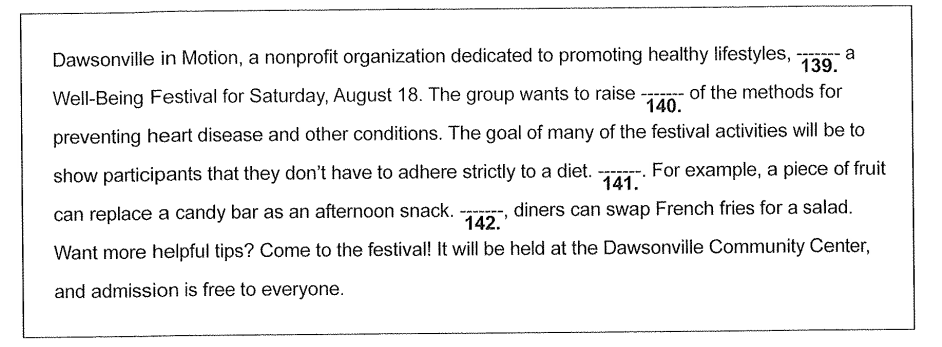 Dawsonville in Motion, a nonprofit organization dedicated to promoting healthy lifestyles, ------- a
139.
Well-Being Festival for Saturday, August 18. The group wants to raise ------- of the methods for
140.
preventing heart disease and other conditions. The goal of many of the festival activities will be to
show participants that they don't have to adhere strictly to a diet. -------. For example, a piece of fruit
141.
can replace a candy bar as an afternoon snack. -------, diners can swap French fries for a salad.
142.
Want more helpful tips? Come to the festival! It will be held at the Dawsonville Community Center,
and admission is free to everyone.